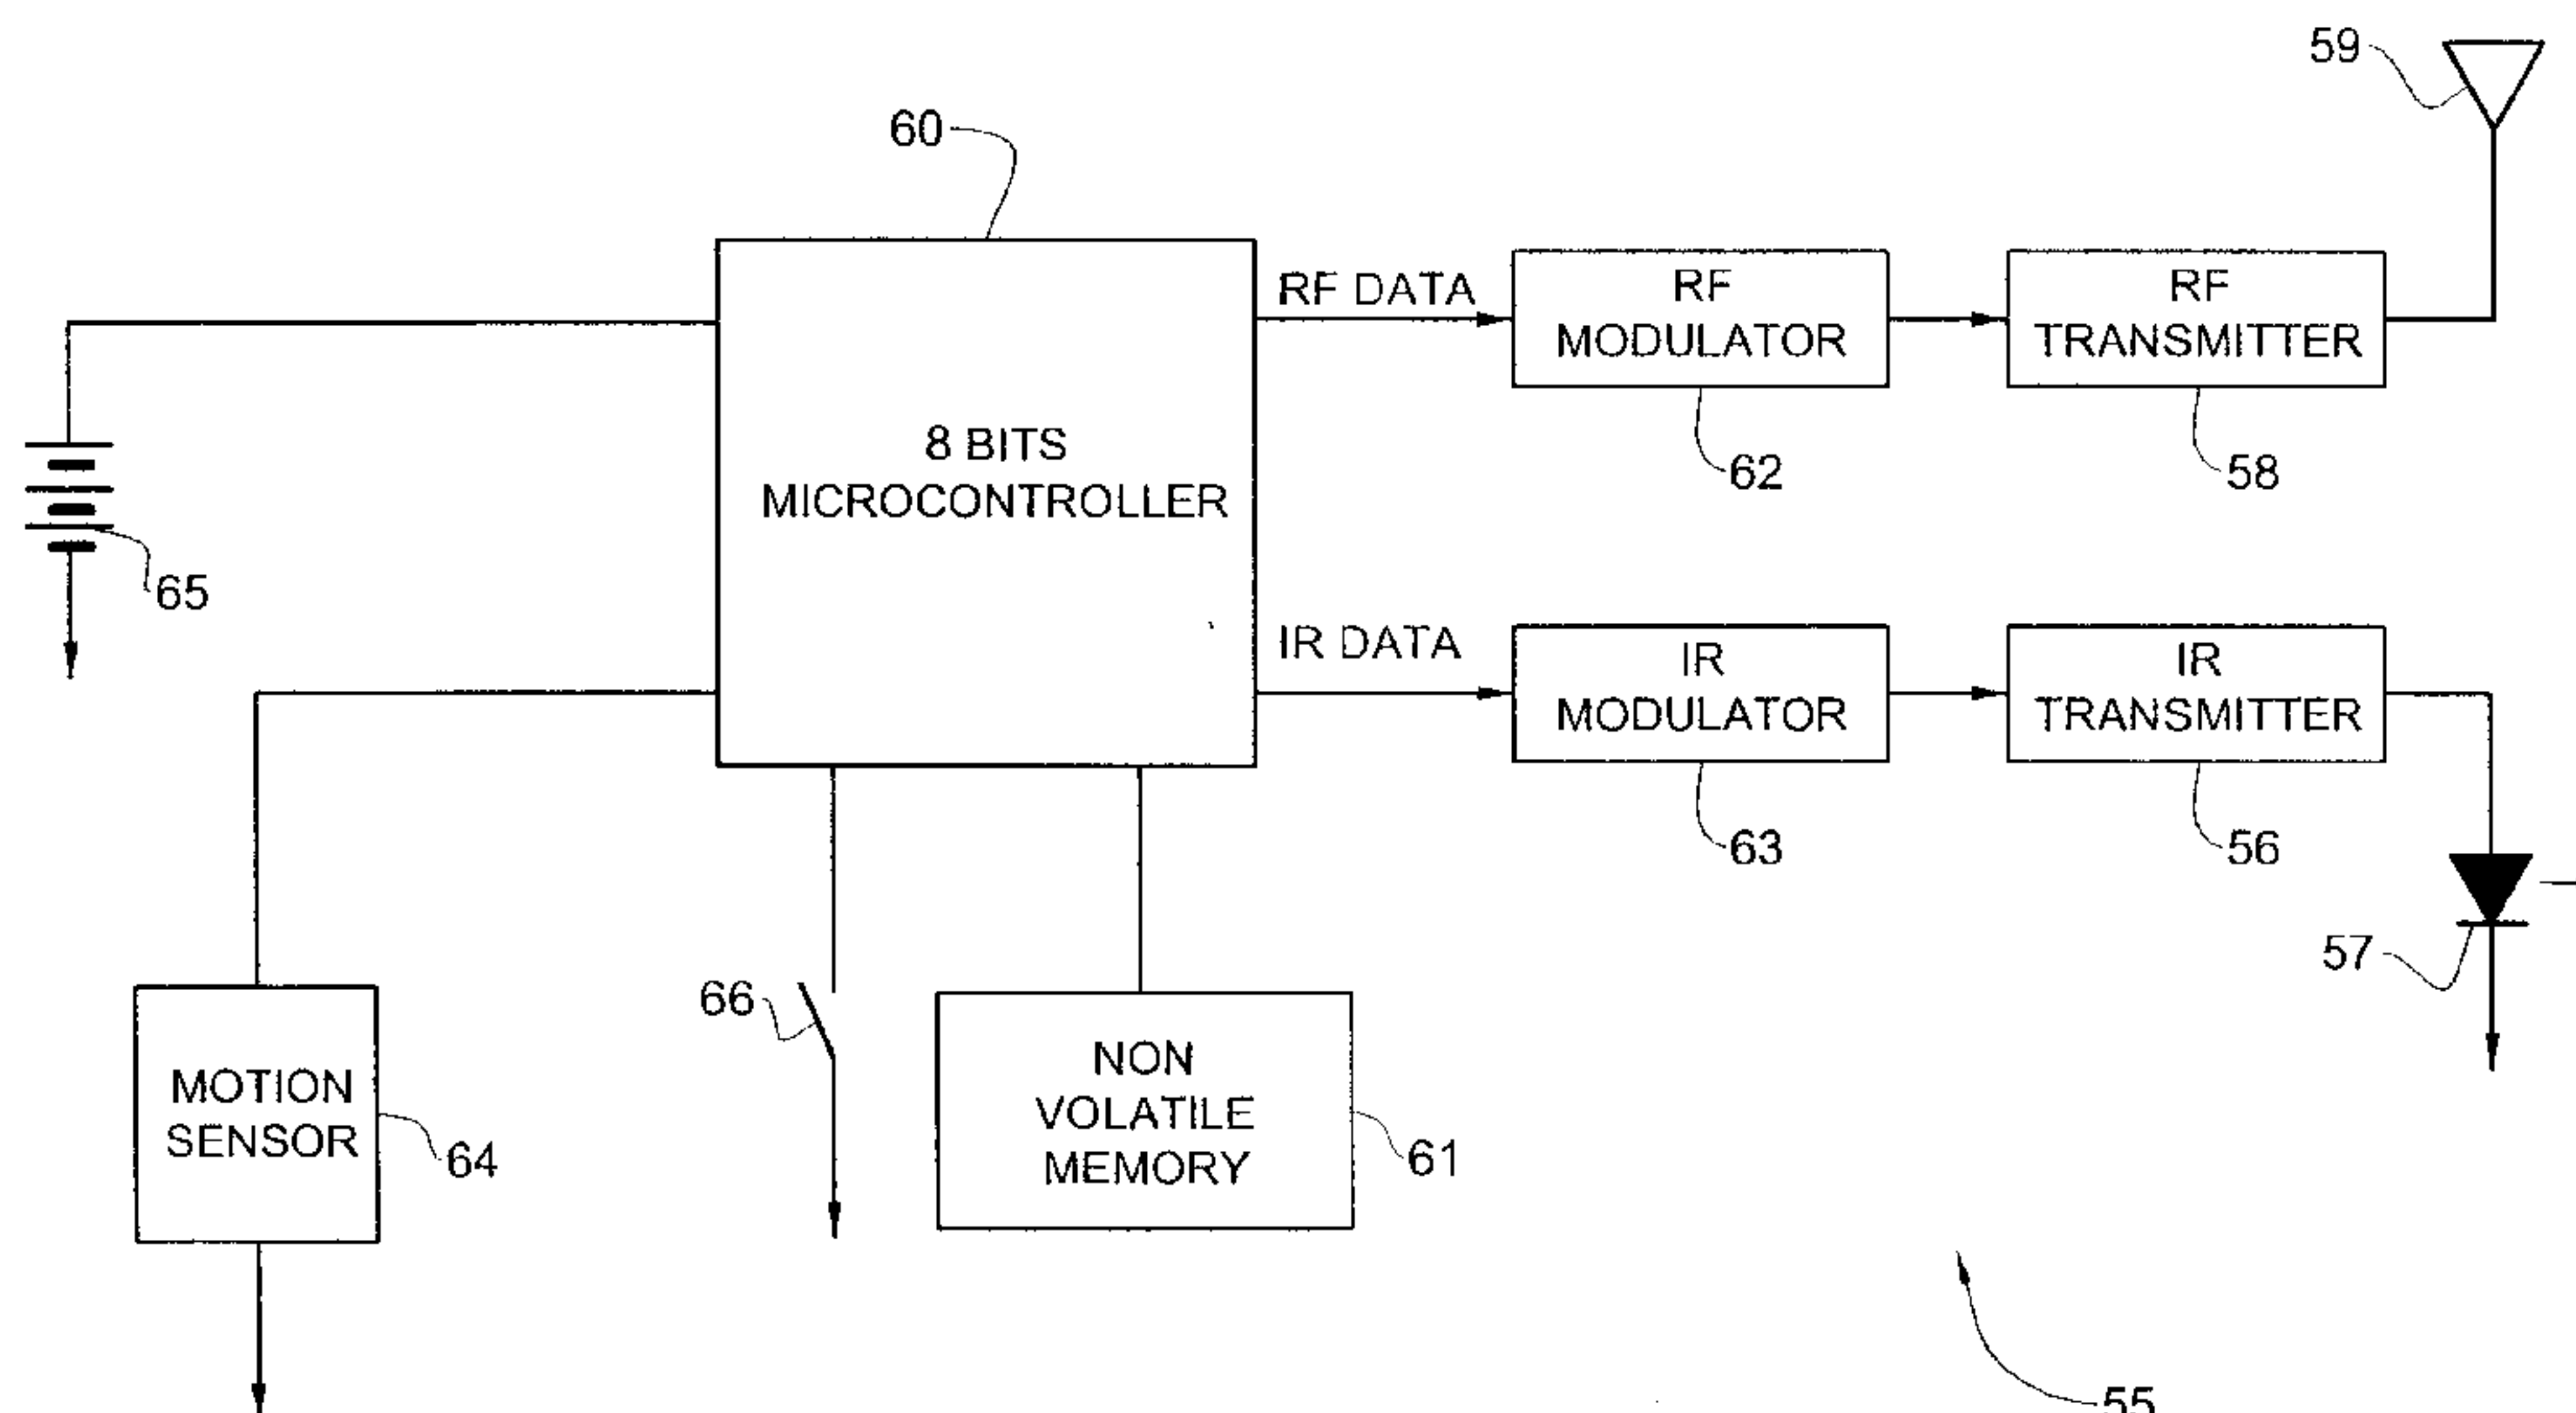 59
60
RF DATA
RF
MODULATOR
RF
TRANSMITTER
8 BITS
MICROCONTROLLER
62
58
65
IR DATA
IR
MODULATOR
IR
TRANSMITTER
63
56
57
66
NON
VOLATILE
MEMORY
61
MOTION
SENSOR
64
55